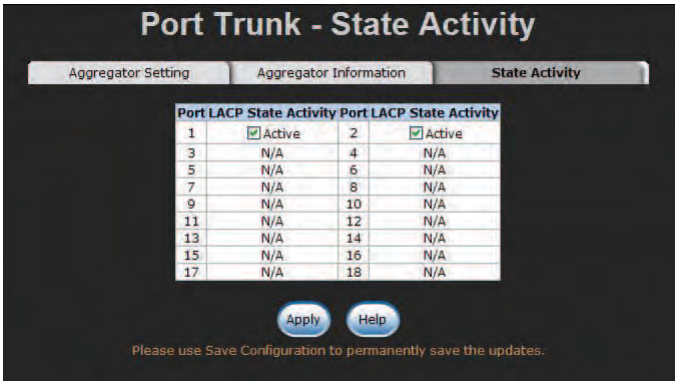 Port Trunk - State Activity
Aggregator Setting Aggregator Information State Activity
Port LACP State Activity Port LACP State Activity
1 Active 2 Active
3 N/A 4 N/A
5 N/A 6 N/A
7 N/A 8 N/A
9 N/A 10 N/A
11 N/A 12 N/A
13 N/A 14 N/A
15 N/A 16 N/A
17 N/A 18 N/A
Apply Help
Please use Save Configuration to permanently save the updates.